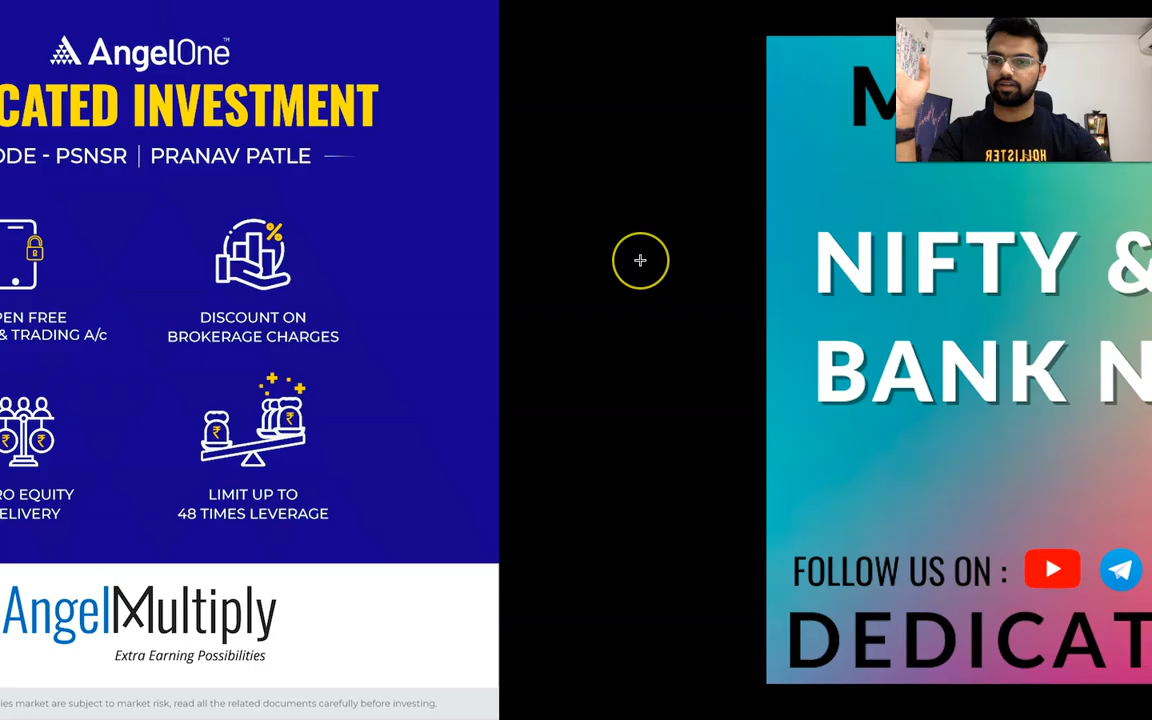 AngelOne™
CATED INVESTMENT
ODE - PSNSR | PRANAV PATLE
PEN FREE
& TRADING A/c
DISCOUNT ON
BROKERAGE CHARGES
RO EQUITY
ELIVERY
LIMIT UP TO
48 TIMES LEVERAGE
AngelMultiply
Extra Earning Possibilities
ies market are subject to market risk, read all the related documents carefully before investing.
M
HOLLISTER
NIFTY &
BANK N
FOLLOW US ON :
DEDICAT